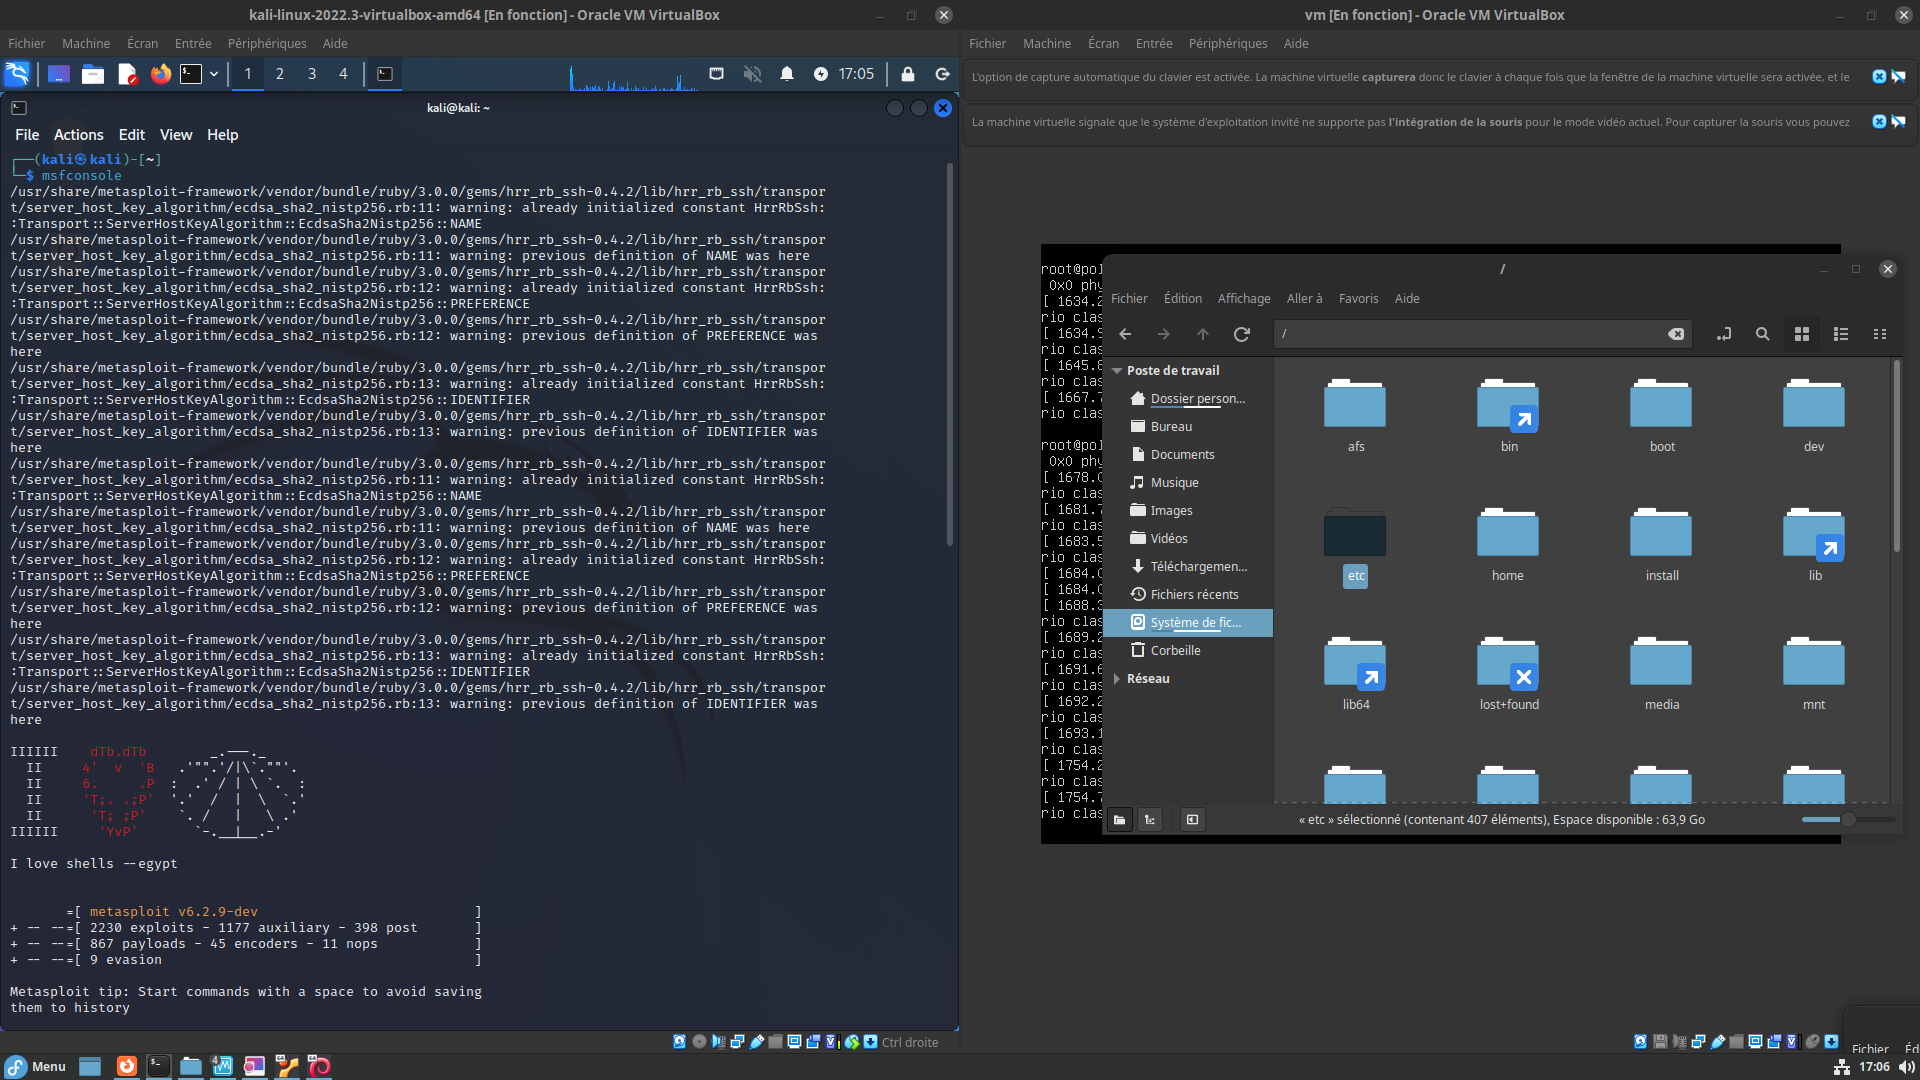 kali-linux-2022.3-virtualbox-amd64 [En fonction] - Oracle VM VirtualBox
Fichier Machine Écran Entrée Périphériques Aide
1 2 3 4 17:05
kali@kali: ~
File Actions Edit View Help
┌──(kali㉿kali)-[~]
└─$ msfconsole
/usr/share/metasploit-framework/vendor/bundle/ruby/3.0.0/gems/hrr_rb_ssh-0.4.2/lib/hrr_rb_ssh/transpor
t/server_host_key_algorithm/ecdsa_sha2_nistp256.rb:11: warning: already initialized constant HrrRbSsh:
:Transport::ServerHostKeyAlgorithm::EcdsaSha2Nistp256::NAME
/usr/share/metasploit-framework/vendor/bundle/ruby/3.0.0/gems/hrr_rb_ssh-0.4.2/lib/hrr_rb_ssh/transpor
t/server_host_key_algorithm/ecdsa_sha2_nistp256.rb:11: warning: previous definition of NAME was here
/usr/share/metasploit-framework/vendor/bundle/ruby/3.0.0/gems/hrr_rb_ssh-0.4.2/lib/hrr_rb_ssh/transpor
t/server_host_key_algorithm/ecdsa_sha2_nistp256.rb:12: warning: already initialized constant HrrRbSsh:
:Transport::ServerHostKeyAlgorithm::EcdsaSha2Nistp256::PREFERENCE
/usr/share/metasploit-framework/vendor/bundle/ruby/3.0.0/gems/hrr_rb_ssh-0.4.2/lib/hrr_rb_ssh/transpor
t/server_host_key_algorithm/ecdsa_sha2_nistp256.rb:12: warning: previous definition of PREFERENCE was
here
/usr/share/metasploit-framework/vendor/bundle/ruby/3.0.0/gems/hrr_rb_ssh-0.4.2/lib/hrr_rb_ssh/transpor
t/server_host_key_algorithm/ecdsa_sha2_nistp256.rb:13: warning: already initialized constant HrrRbSsh:
:Transport::ServerHostKeyAlgorithm::EcdsaSha2Nistp256::IDENTIFIER
/usr/share/metasploit-framework/vendor/bundle/ruby/3.0.0/gems/hrr_rb_ssh-0.4.2/lib/hrr_rb_ssh/transpor
t/server_host_key_algorithm/ecdsa_sha2_nistp256.rb:13: warning: previous definition of IDENTIFIER was
here
/usr/share/metasploit-framework/vendor/bundle/ruby/3.0.0/gems/hrr_rb_ssh-0.4.2/lib/hrr_rb_ssh/transpor
t/server_host_key_algorithm/ecdsa_sha2_nistp256.rb:11: warning: already initialized constant HrrRbSsh:
:Transport::ServerHostKeyAlgorithm::EcdsaSha2Nistp256::NAME
/usr/share/metasploit-framework/vendor/bundle/ruby/3.0.0/gems/hrr_rb_ssh-0.4.2/lib/hrr_rb_ssh/transpor
t/server_host_key_algorithm/ecdsa_sha2_nistp256.rb:11: warning: previous definition of NAME was here
/usr/share/metasploit-framework/vendor/bundle/ruby/3.0.0/gems/hrr_rb_ssh-0.4.2/lib/hrr_rb_ssh/transpor
t/server_host_key_algorithm/ecdsa_sha2_nistp256.rb:12: warning: already initialized constant HrrRbSsh:
:Transport::ServerHostKeyAlgorithm::EcdsaSha2Nistp256::PREFERENCE
/usr/share/metasploit-framework/vendor/bundle/ruby/3.0.0/gems/hrr_rb_ssh-0.4.2/lib/hrr_rb_ssh/transpor
t/server_host_key_algorithm/ecdsa_sha2_nistp256.rb:12: warning: previous definition of PREFERENCE was
here
/usr/share/metasploit-framework/vendor/bundle/ruby/3.0.0/gems/hrr_rb_ssh-0.4.2/lib/hrr_rb_ssh/transpor
t/server_host_key_algorithm/ecdsa_sha2_nistp256.rb:13: warning: already initialized constant HrrRbSsh:
:Transport::ServerHostKeyAlgorithm::EcdsaSha2Nistp256::IDENTIFIER
/usr/share/metasploit-framework/vendor/bundle/ruby/3.0.0/gems/hrr_rb_ssh-0.4.2/lib/hrr_rb_ssh/transpor
t/server_host_key_algorithm/ecdsa_sha2_nistp256.rb:13: warning: previous definition of IDENTIFIER was
here
IIIIII    dTb.dTb        _.---._
  II     4'  v  'B   .'"".'/|\`.""'.
  II     6.     .P  :  .' / | \ `.  :
  II     'T;. .;P'  '.'  /  |  \  `.'
  II      'T; ;P'    `. /   |   \ .'
IIIIII     'YvP'       `-.__|__.-'
I love shells --egypt
=[ metasploit v6.2.9-dev ]
+ -- --=[ 2230 exploits - 1177 auxiliary - 398 post ]
+ -- --=[ 867 payloads - 45 encoders - 11 nops ]
+ -- --=[ 9 evasion ]
Metasploit tip: Start commands with a space to avoid saving
them to history
Ctrl droite
vm [En fonction] - Oracle VM VirtualBox
Fichier Machine Écran Entrée Périphériques Aide
L'option de capture automatique du clavier est activée. La machine virtuelle capturera donc le clavier à chaque fois que la fenêtre de la machine virtuelle sera activée, et le
La machine virtuelle signale que le système d'exploitation invité ne supporte pas l'intégration de la souris pour le mode vidéo actuel. Pour capturer la souris vous pouvez
root@pol
0x0 phy
[ 1634.2
rio clas
[ 1634.9
rio clas
[ 1645.8
rio clas
[ 1667.7
rio clas
root@pol
0x0 phy
[ 1678.0
rio clas
[ 1681.7
rio clas
[ 1683.5
rio clas
[ 1684.0
[ 1684.0
[ 1688.3
rio clas
[ 1689.2
rio clas
[ 1691.6
rio clas
[ 1692.2
rio clas
[ 1693.1
rio clas
[ 1754.2
rio clas
[ 1754.7
rio clas
/
Fichier Édition Affichage Aller à Favoris Aide
/
Poste de travail
Dossier person...
Bureau
Documents
Musique
Images
Vidéos
Téléchargemen...
Fichiers récents
Système de fic...
Corbeille
Réseau
afs bin boot dev
etc home install lib
lib64 lost+found media mnt
« etc » sélectionné (contenant 407 éléments), Espace disponible : 63,9 Go
Fichier Éd
Menu
4
17:06